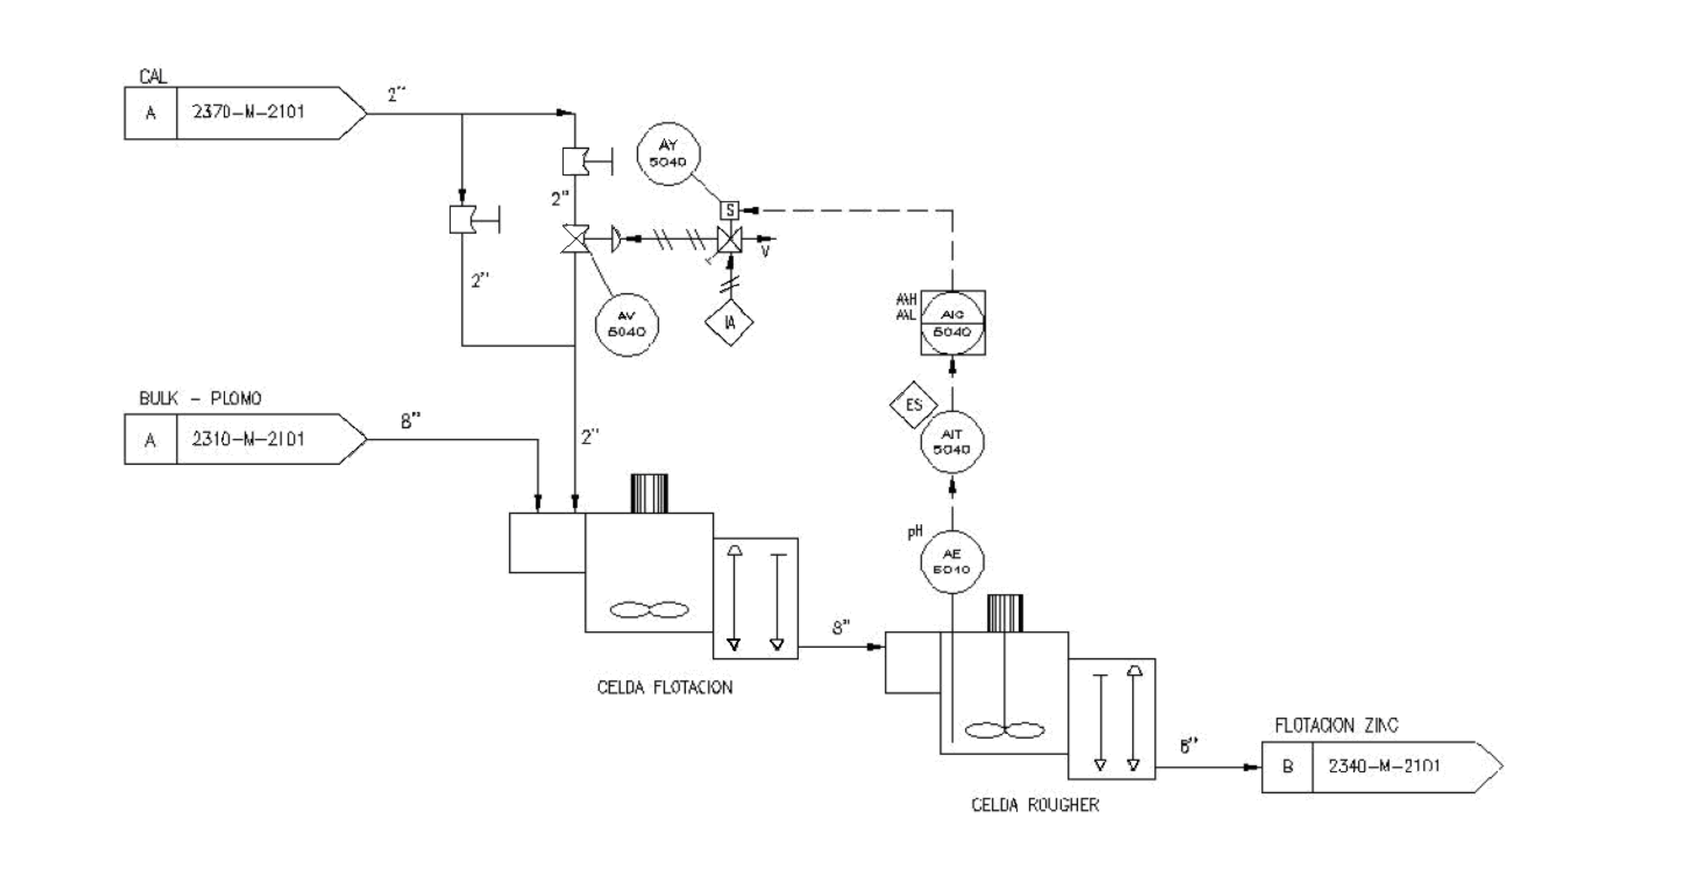 CAL
A 2370-M-2101
2"
AY
5040
2"
S
V
2"
AAH
AAL
AIC
5040
AV
5040
IA
BULK - PLOMO
A 2310-M-2101
8"
2"
ES
AIT
5040
pH
AE
5040
8"
CELDA FLOTACION
FLOTACION ZINC
8"
B 2340-M-2101
CELDA ROUGHER